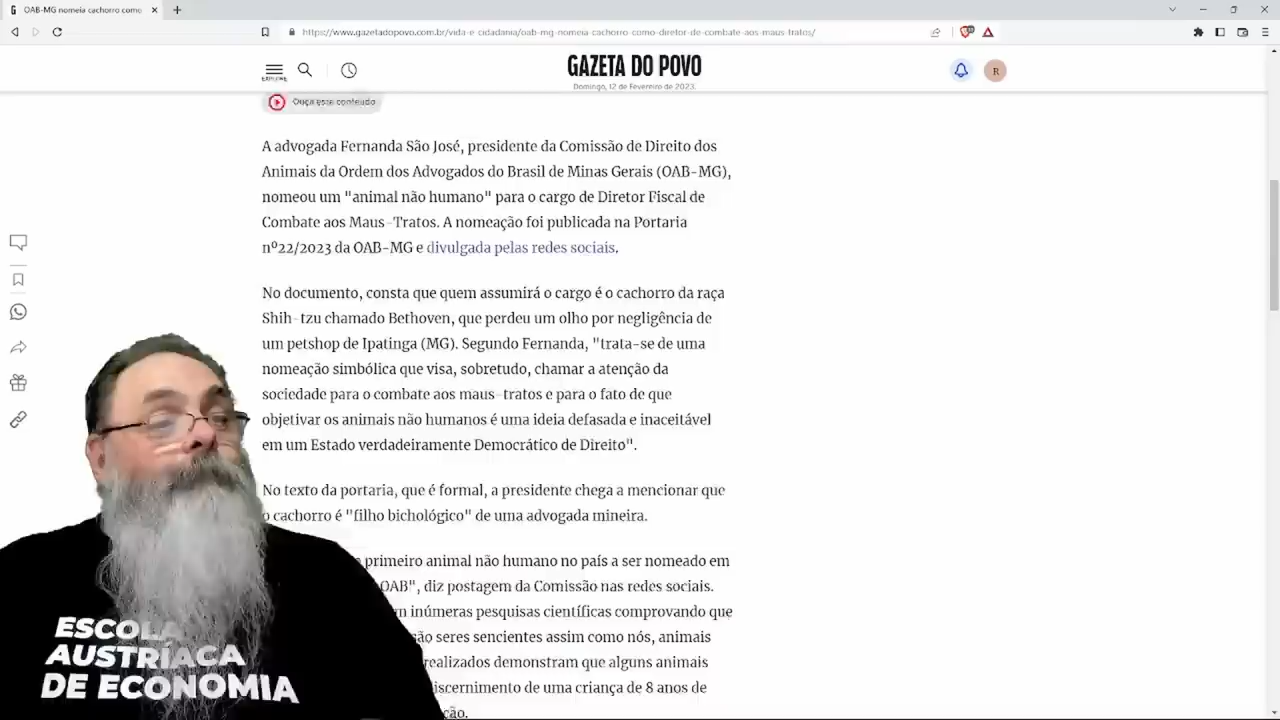 OAB-MG nomeia cachorro como
https://www.gazetadopovo.com.br/vida-e-cidadania/oab-mg-nomeia-cachorro-como-diretor-de-combate-aos-maus-tratos/
EXPLORE
GAZETA DO POVO
Domingo, 12 de Fevereiro de 2023.
R
Ouça este conteúdo
A advogada Fernanda São José, presidente da Comissão de Direito dos
Animais da Ordem dos Advogados do Brasil de Minas Gerais (OAB-MG),
nomeou um "animal não humano" para o cargo de Diretor Fiscal de
Combate aos Maus-Tratos. A nomeação foi publicada na Portaria
nº22/2023 da OAB-MG e divulgada pelas redes sociais.
No documento, consta que quem assumirá o cargo é o cachorro da raça
Shih-tzu chamado Bethoven, que perdeu um olho por negligência de
um petshop de Ipatinga (MG). Segundo Fernanda, "trata-se de uma
nomeação simbólica que visa, sobretudo, chamar a atenção da
sociedade para o combate aos maus-tratos e para o fato de que
objetivar os animais não humanos é uma ideia defasada e inaceitável
em um Estado verdadeiramente Democrático de Direito".
No texto da portaria, que é formal, a presidente chega a mencionar que
o cachorro é "filho bichológico" de uma advogada mineira.
primeiro animal não humano no país a ser nomeado em
OAB", diz postagem da Comissão nas redes sociais.
inúmeras pesquisas científicas comprovando que
são seres sencientes assim como nós, animais
realizados demonstram que alguns animais
discernimento de uma criança de 8 anos de
ESCOLA
AUSTRÍACA
DE ECONOMIA